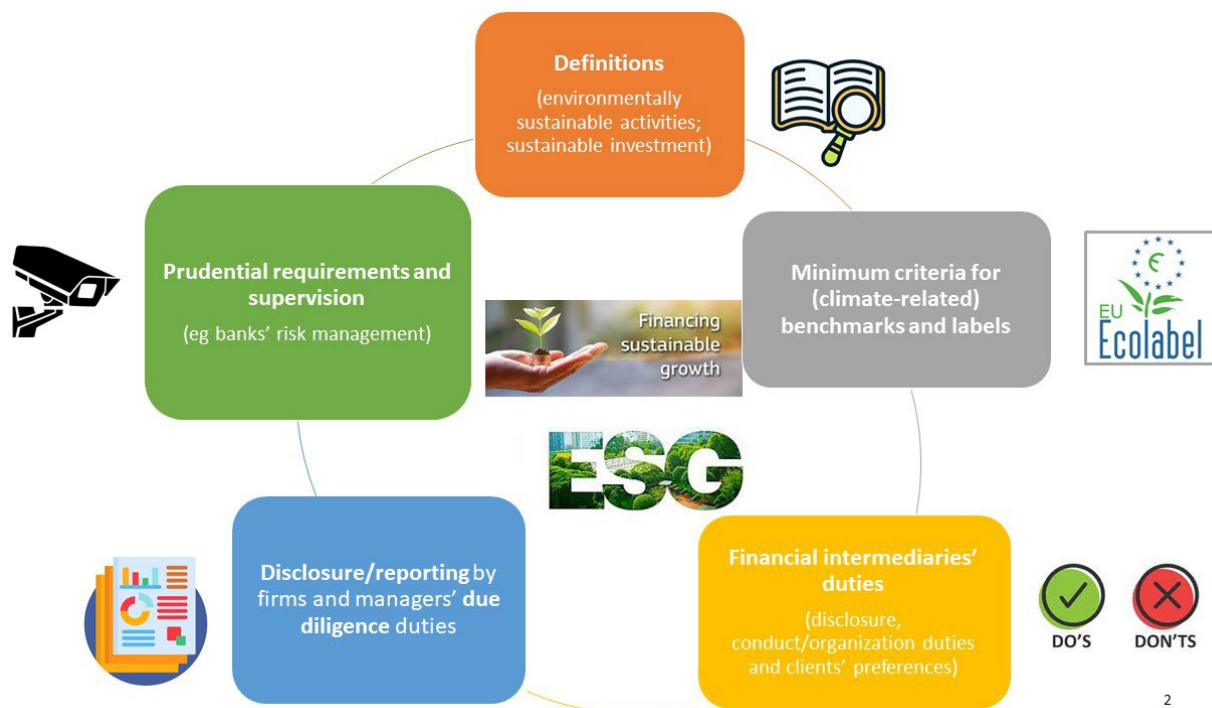 Definitions
(environmentally
sustainable activities;
sustainable investment)
Prudential requirements and
supervision
(eg banks’ risk management)
Minimum criteria for
(climate-related)
benchmarks and labels
EU
Ecolabel
Financing
sustainable
growth
ESG
Disclosure/reporting by
firms and managers’ due
diligence duties
Financial intermediaries’
duties
(disclosure,
conduct/organization duties
and clients’ preferences)
DO’S
DON’TS
2